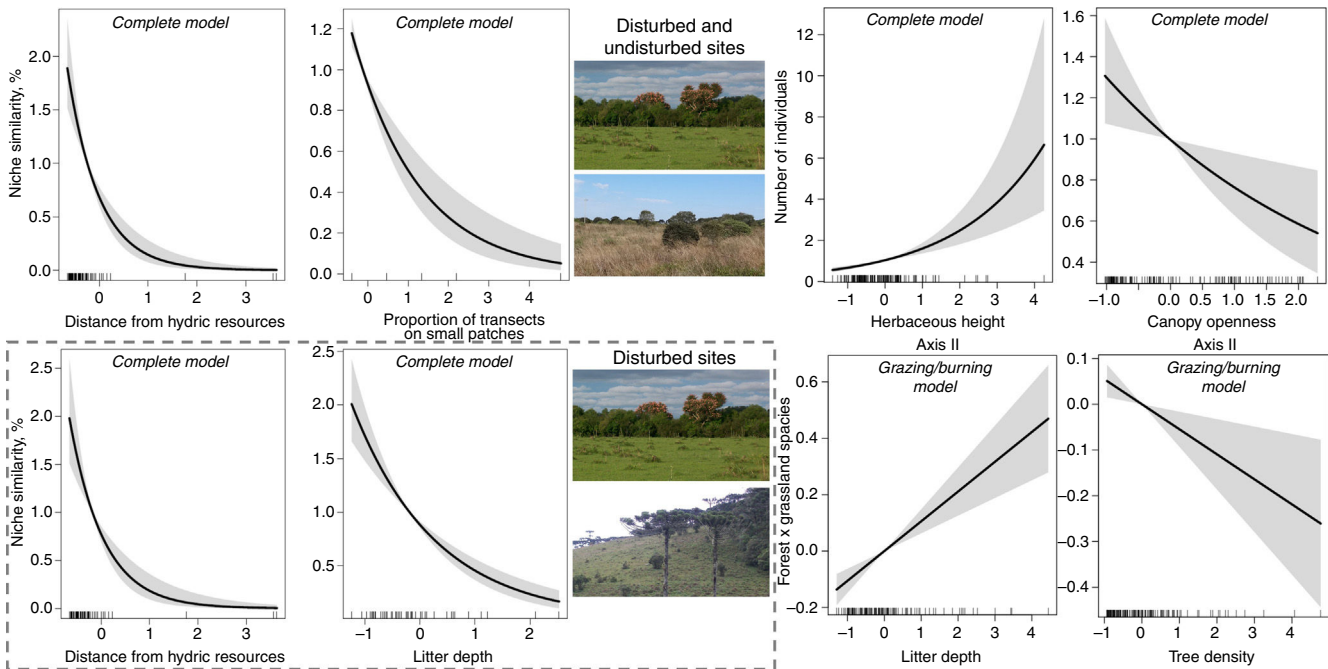 Complete model
Niche similarity, %
2.0
1.5
1.0
0.5
0.0
0 1 2 3
Distance from hydric resources
Complete model
1.2
1.0
0.8
0.6
0.4
0.2
0.0
0 1 2 3 4
Proportion of transects
on small patches
Disturbed
and
undisturbed sites
Complete model
Number of individuals
12
10
8
6
4
2
0
−1 0 1 2 3 4
Herbaceous height
Complete model
1.6
1.4
1.2
1.0
0.8
0.6
0.4
−1.0 0.0 1.0 2.0
Canopy openness
Complete model
Niche similarity, %
2.5
2.0
1.5
1.0
0.5
0.0
0 1 2 3
Distance from hydric resources
Complete model
2.5
2.0
1.5
1.0
0.5
−1 0 1 2
Litter depth
Disturbed sites
Axis II
Grazing/burning
model
Forest x grassland spacies
0.6
0.4
0.2
0.0
−0.2
−1 0 1 2 3 4
Litter depth
Axis II
Grazing/burning
model
0.1
0.0
−0.1
−0.2
−0.3
−0.4
−1 0 1 2 3 4
Tree density